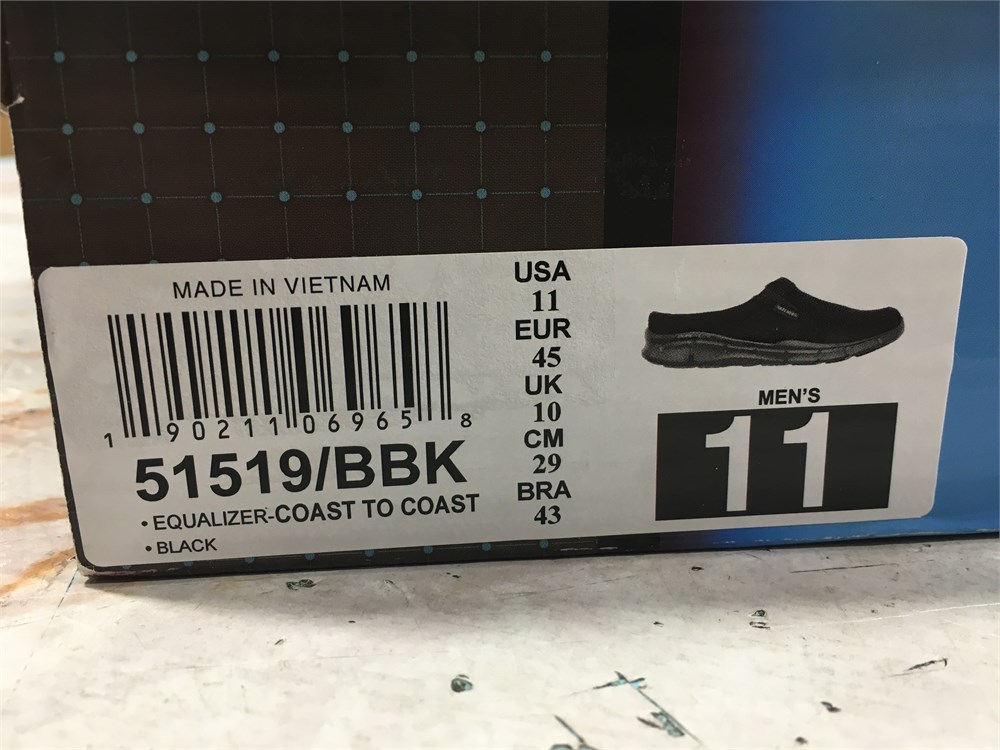 MADE IN VIETNAM
1 90211 06965 8
51519/BBK
• EQUALIZER-COAST TO COAST
• BLACK
USA
11
EUR
45
UK
10
CM
29
BRA
43
MEN'S
11